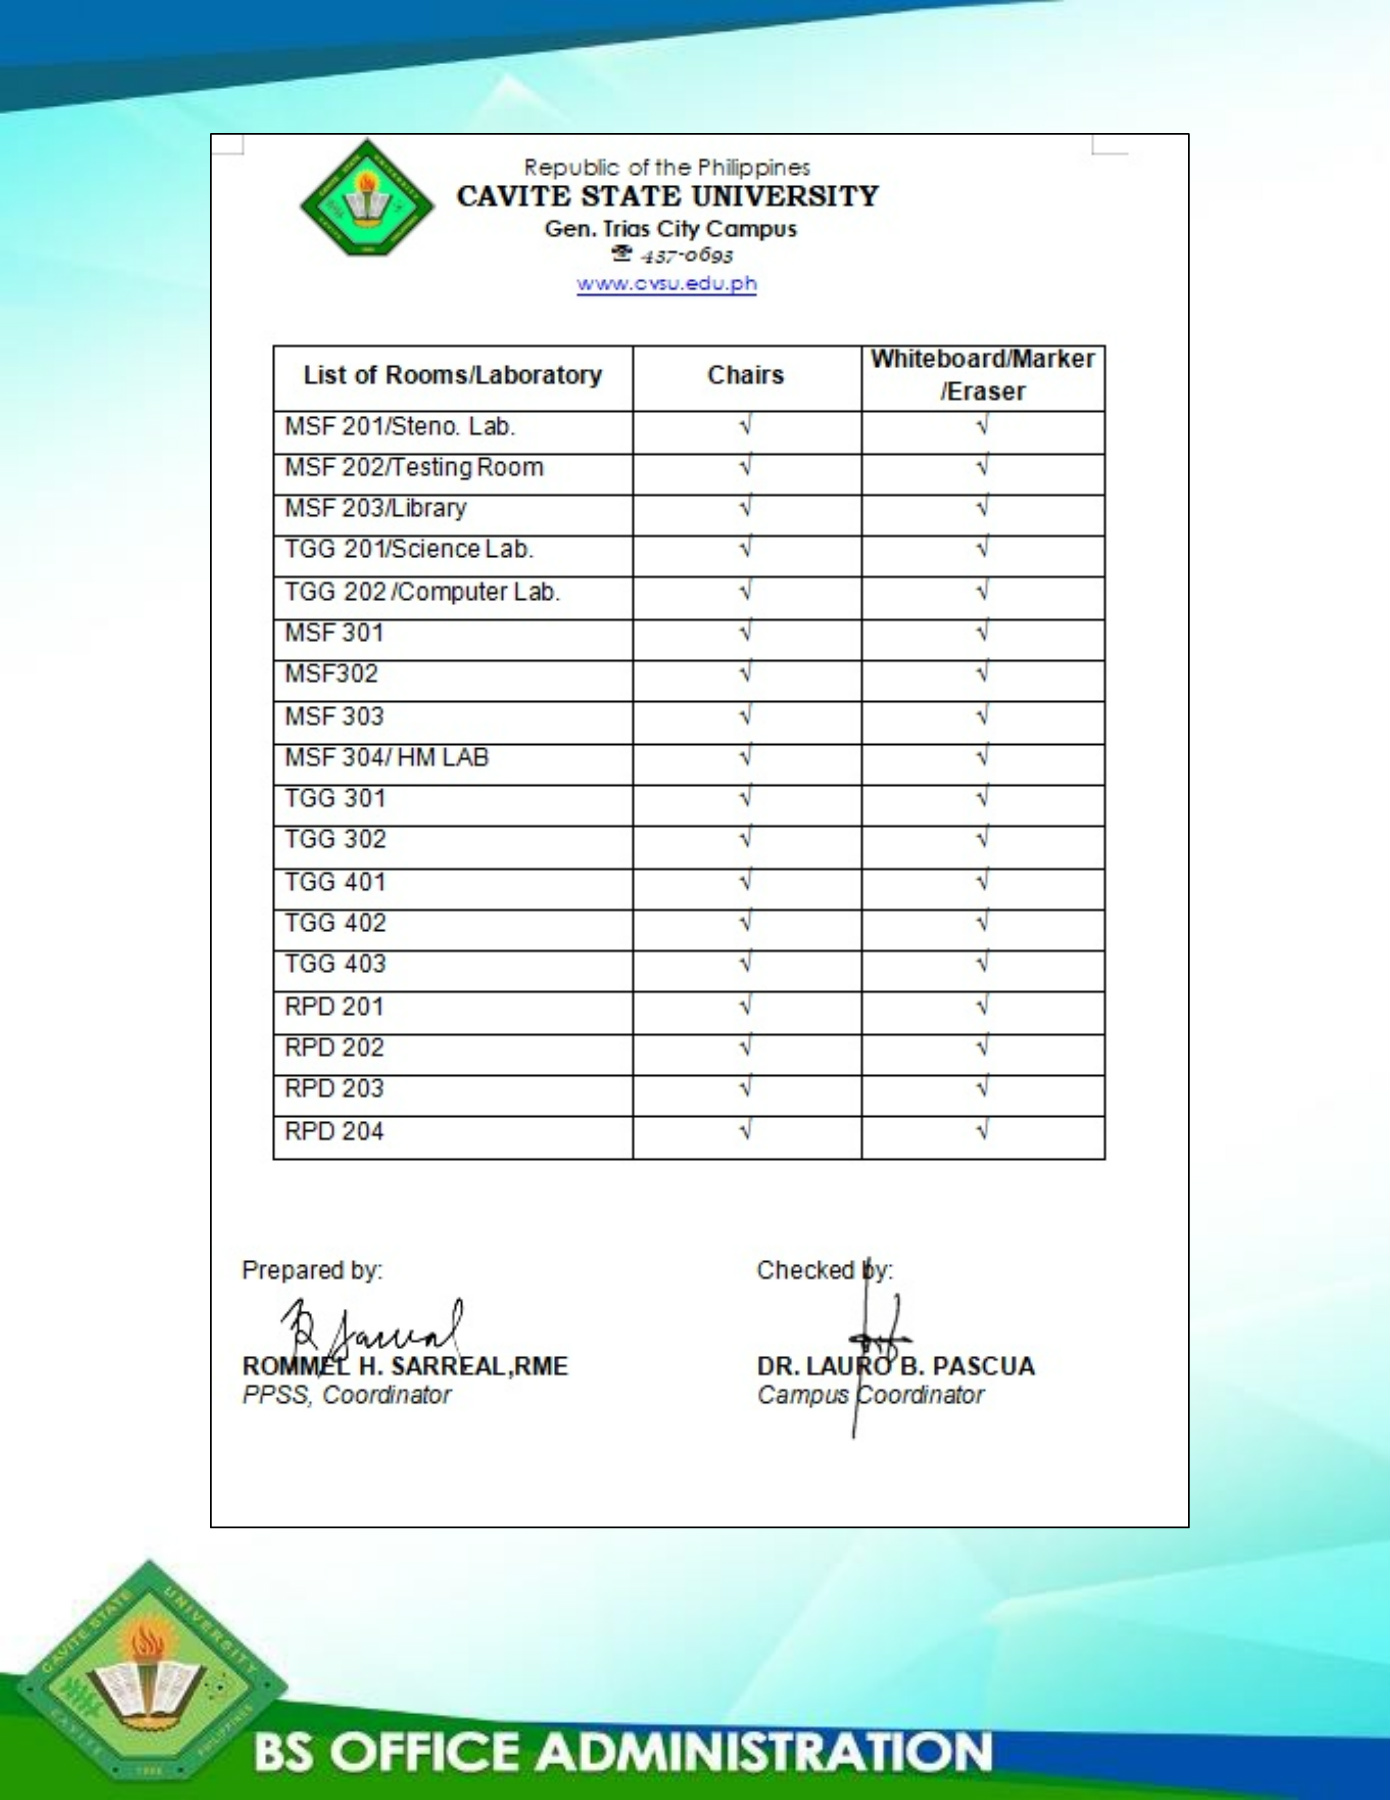 Republic of the Philippines
CAVITE STATE UNIVERSITY
Gen. Trias City Campus
☎ 437-0693
www.cvsu.edu.ph
List of Rooms/Laboratory Chairs Whiteboard/Marker
/Eraser
MSF 201/Steno. Lab. √ √
MSF 202/Testing Room √ √
MSF 203/Library √ √
TGG 201/Science Lab. √ √
TGG 202 /Computer Lab. √ √
MSF 301 √ √
MSF302 √ √
MSF 303 √ √
MSF 304/ HM LAB √ √
TGG 301 √ √
TGG 302 √ √
TGG 401 √ √
TGG 402 √ √
TGG 403 √ √
RPD 201 √ √
RPD 202 √ √
RPD 203 √ √
RPD 204 √ √
Prepared by: Checked by:
R Sarreal
ROMMEL H. SARREAL,RME DR. LAURO B. PASCUA
PPSS, Coordinator Campus Coordinator
CAVITE STATE UNIVERSITY
CAVITE PHILIPPINES
BS OFFICE ADMINISTRATION